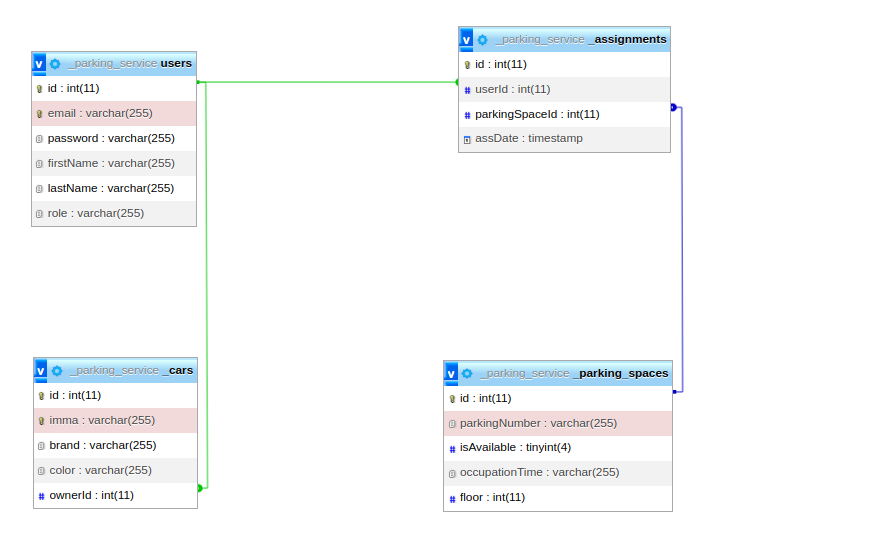 v _parking_service users
id : int(11)
email : varchar(255)
password : varchar(255)
firstName : varchar(255)
lastName : varchar(255)
role : varchar(255)
v _parking_service _assignments
id : int(11)
# userId : int(11)
# parkingSpaceId : int(11)
assDate : timestamp
v _parking_service _cars
id : int(11)
imma : varchar(255)
brand : varchar(255)
color : varchar(255)
# ownerId : int(11)
v _parking_service _parking_spaces
id : int(11)
parkingNumber : varchar(255)
# isAvailable : tinyint(4)
occupationTime : varchar(255)
# floor : int(11)